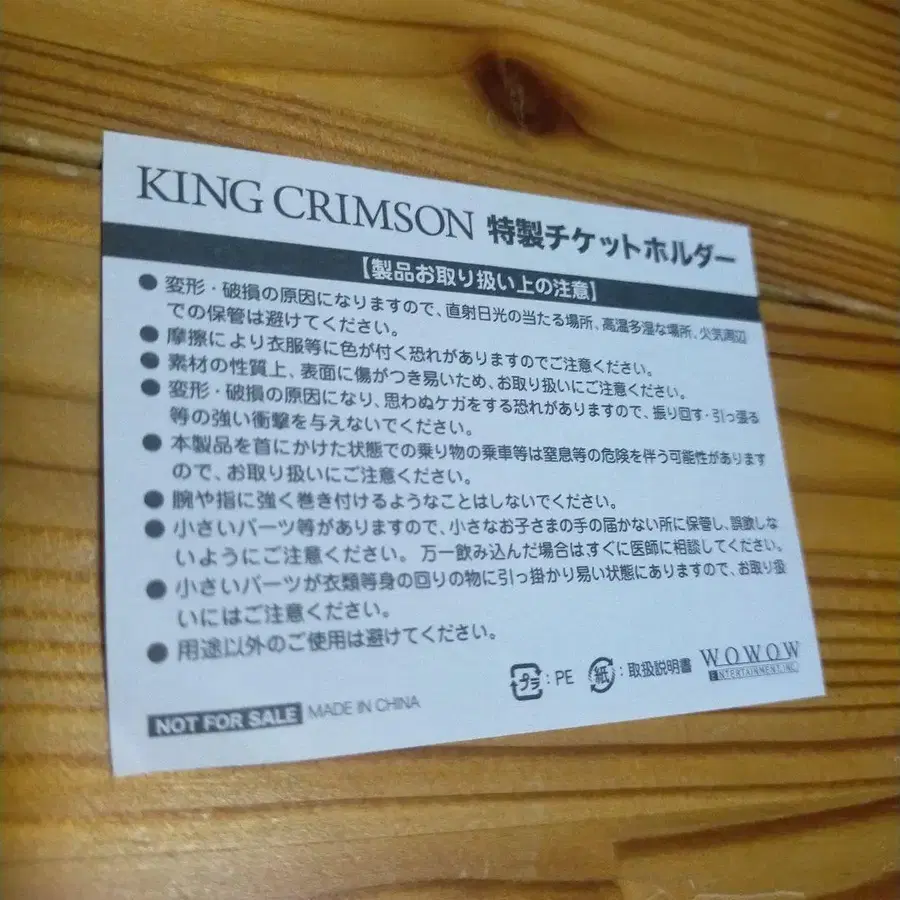 KING CRIMSON 特製チケットホルダー
【製品お取り扱い上の注意】
● 変形・破損の原因になりますので、直射日光の当たる場所、高温多湿な場所、火気周辺
での保管は避けてください。
● 摩擦により衣服等に色が付く恐れがありますのでご注意ください。
● 素材の性質上、表面に傷がつき易いため、お取り扱いにご注意ください。
● 変形・破損の原因になり、思わぬケガをする恐れがありますので、振り回す・引っ張る
等の強い衝撃を与えないでください。
● 本製品を首にかけた状態での乗り物の乗車等は窒息等の危険を伴う可能性があります
ので、お取り扱いにご注意ください。
● 腕や指に強く巻き付けるようなことはしないでください。
● 小さいパーツ等がありますので、小さなお子さまの手の届かない所に保管し、誤飲しな
いようにご注意ください。万一飲み込んだ場合はすぐに医師に相談してください。
● 小さいパーツが衣類等身の回りの物に引っ掛かり易い状態にありますので、お取り扱
いにはご注意ください。
● 用途以外のご使用は避けてください。
プラ : PE 紙 : 取扱説明書 WOWOW
ENTERTAINMENT, INC.
NOT FOR SALE MADE IN CHINA